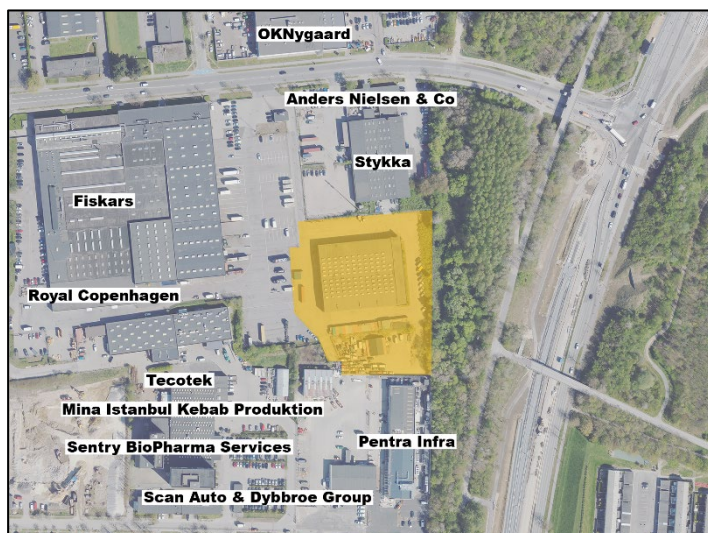 OKNygaard
Anders Nielsen & Co
Stykka
Fiskars
Royal Copenhagen
Tecotek
Mina Istanbul Kebab Produktion
Sentry BioPharma Services
Pentra Infra
Scan Auto & Dybbroe Group